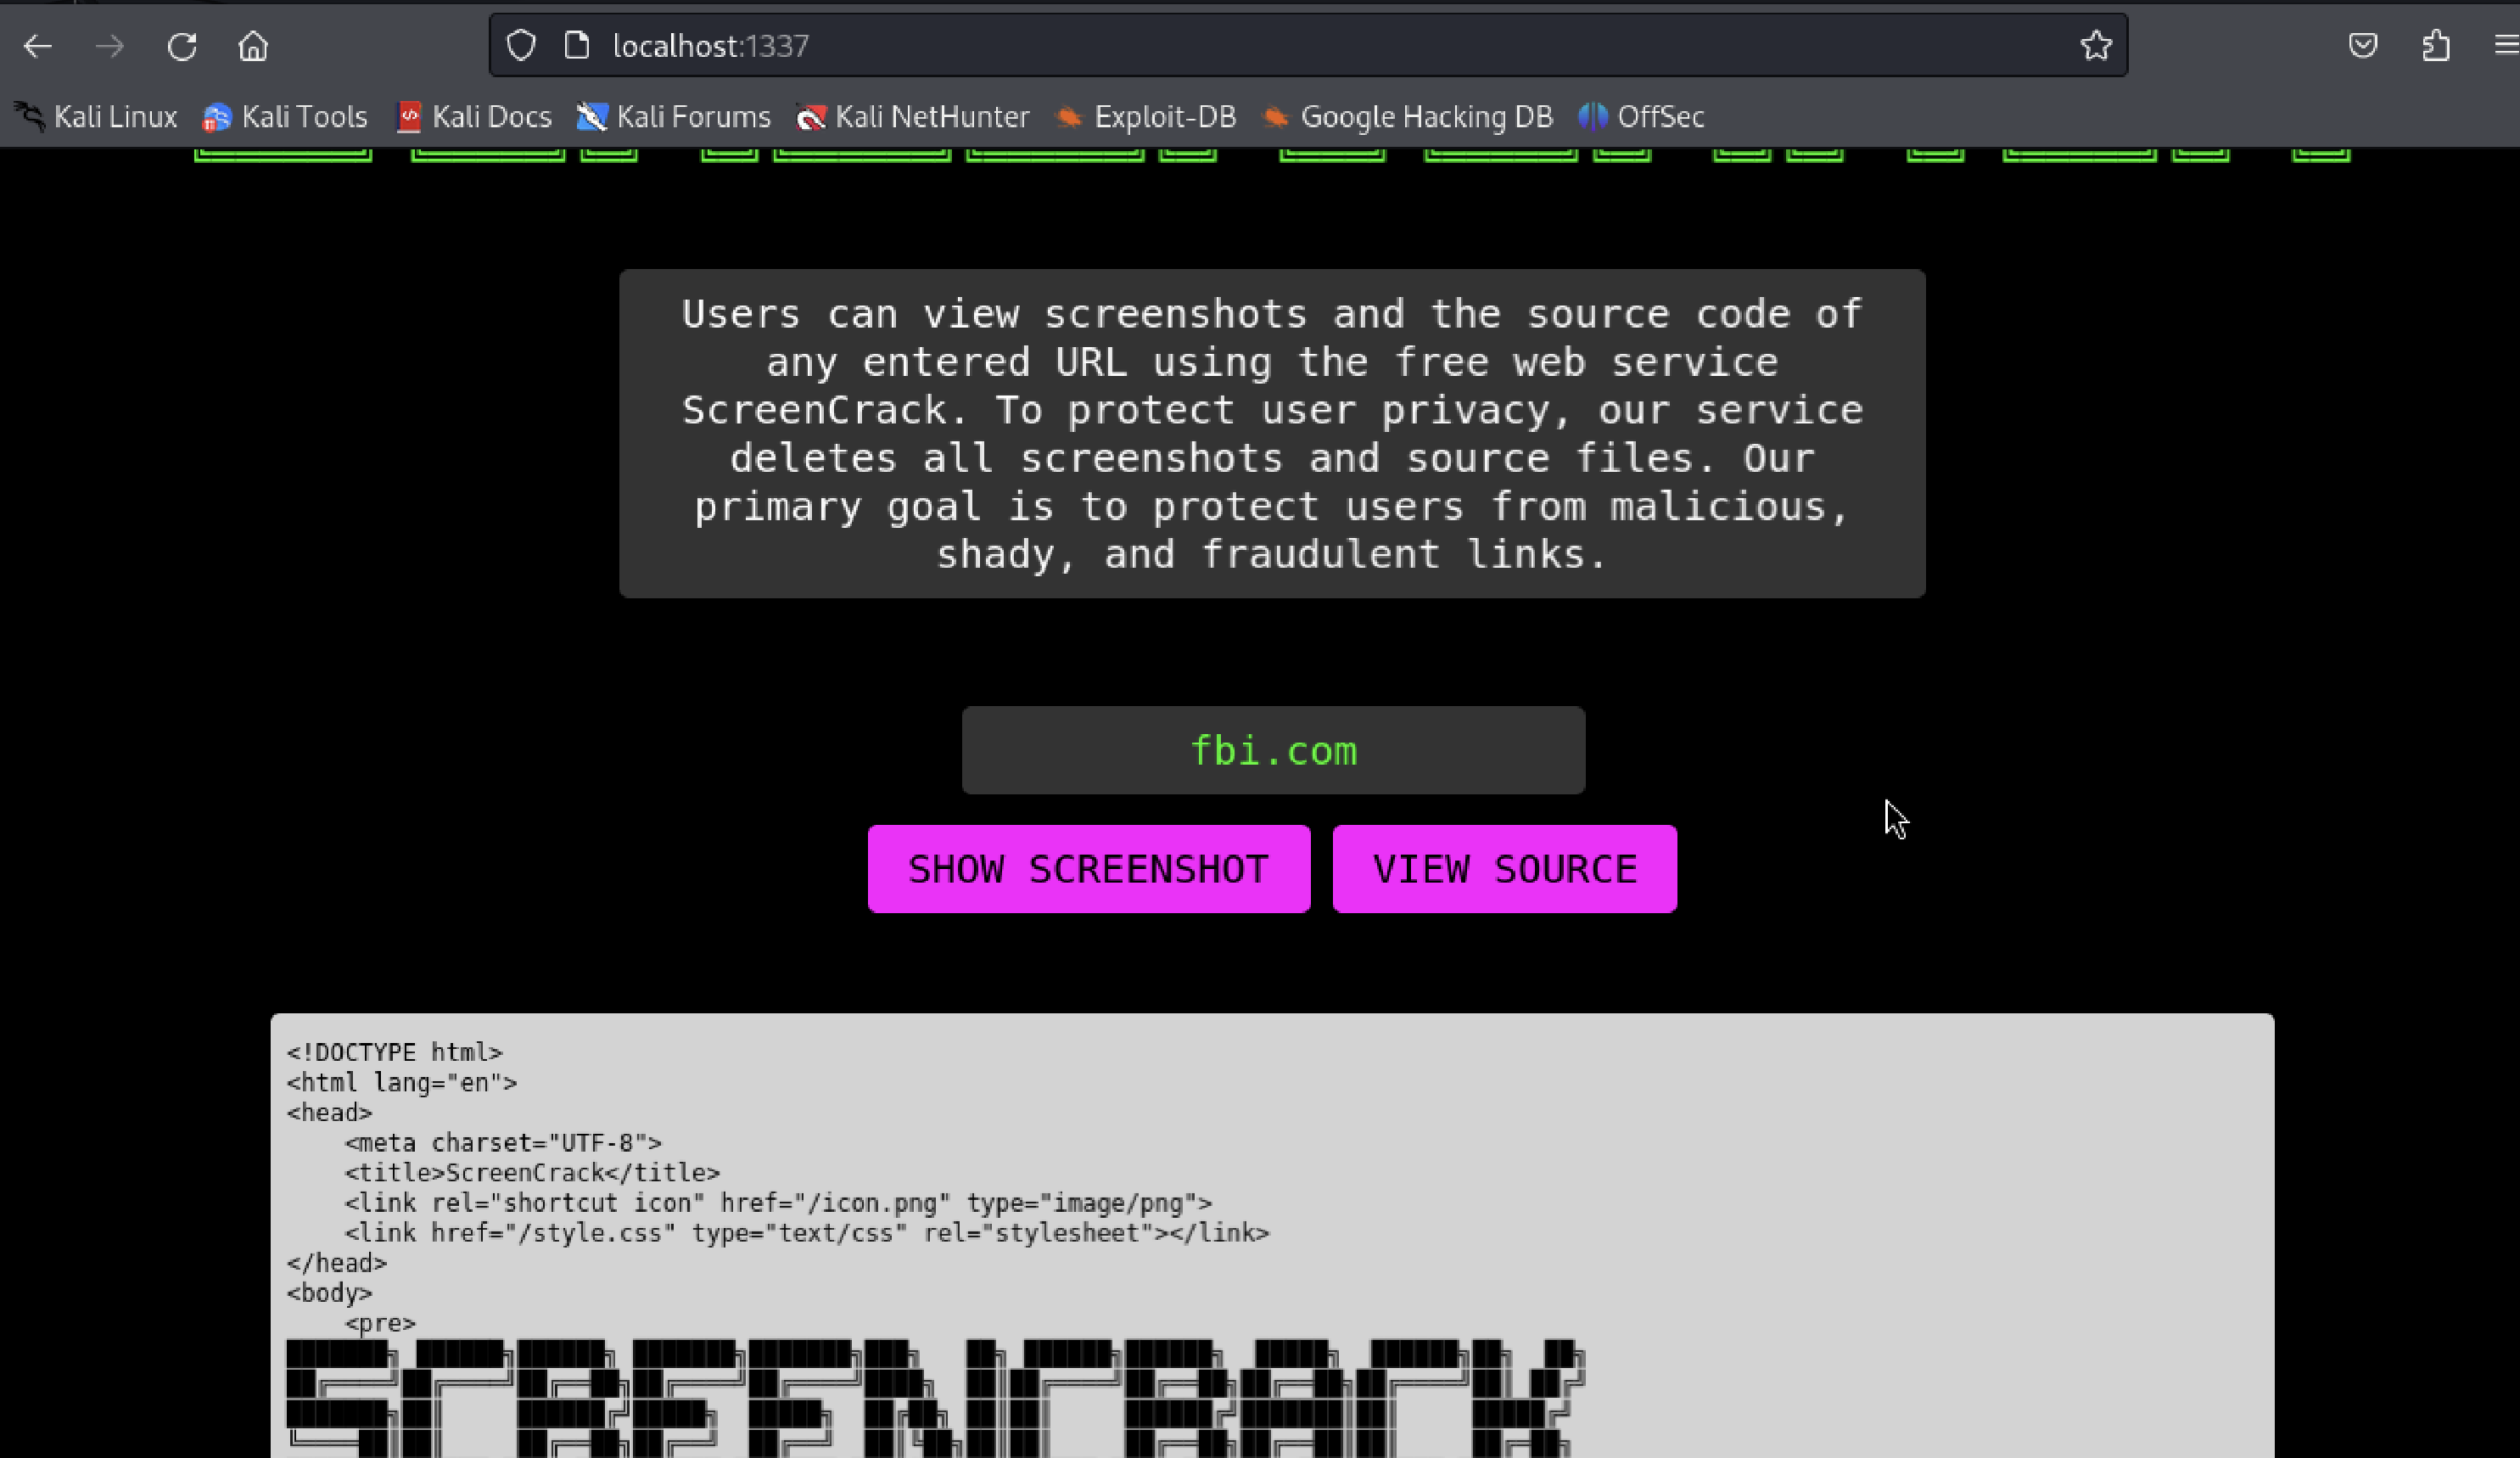 localhost:1337
Kali Linux Kali Tools Kali Docs Kali Forums Kali NetHunter Exploit-DB Google Hacking DB OffSec
Users can view screenshots and the source code of
any entered URL using the free web service
ScreenCrack. To protect user privacy, our service
deletes all screenshots and source files. Our
primary goal is to protect users from malicious,
shady, and fraudulent links.
fbi.com
SHOW SCREENSHOT VIEW SOURCE
<!DOCTYPE html>
<html lang="en">
<head>
    <meta charset="UTF-8">
    <title>ScreenCrack</title>
    <link rel="shortcut icon" href="/icon.png" type="image/png">
    <link href="/style.css" type="text/css" rel="stylesheet"></link>
</head>
<body>
    <pre>
SCREENCRACK